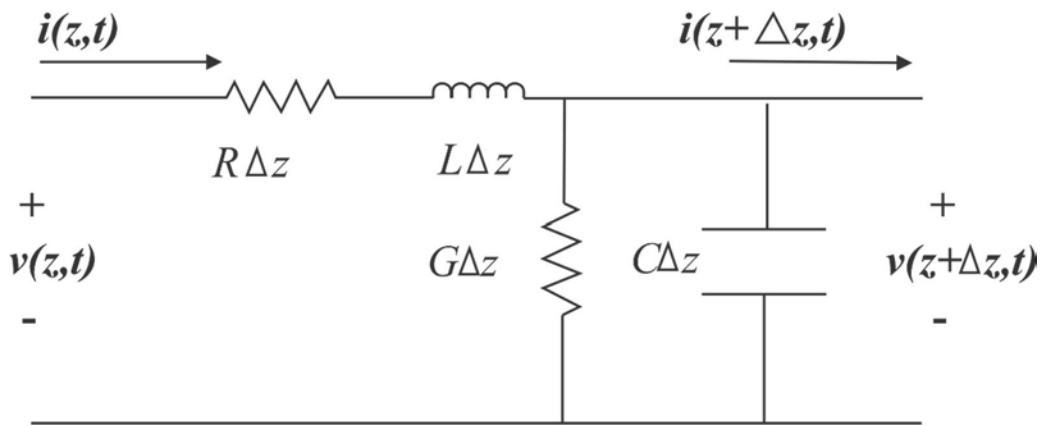 i(z,t)
i(z+△z,t)
RΔz
LΔz
+
v(z,t)
-
GΔz
CΔz
+
v(z+Δz,t)
-